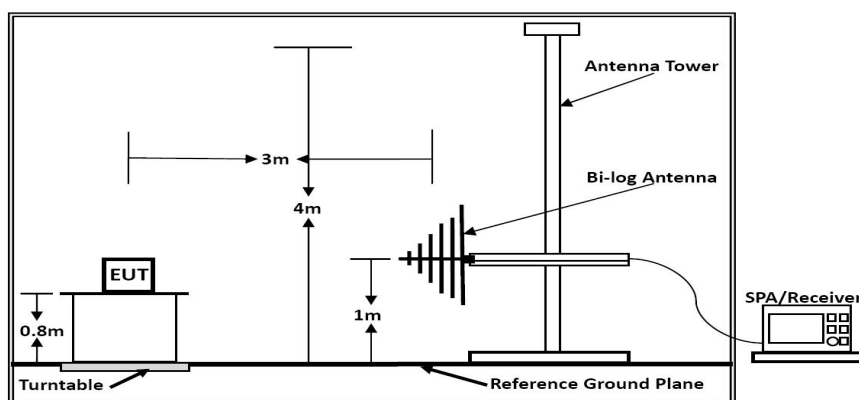 Antenna Tower
3m
Bi-log Antenna
4m
EUT
SPA/Receiver
0.8m
1m
Turntable
Reference Ground Plane